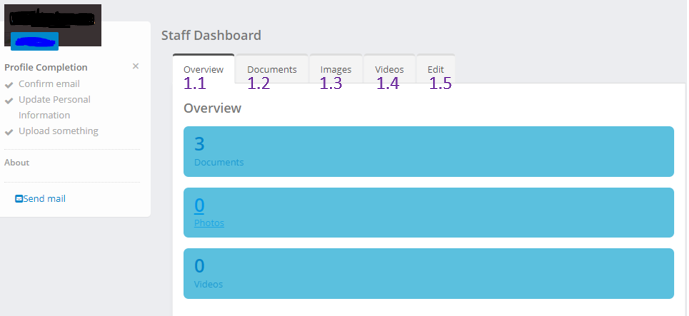 Staff Dashboard
Profile Completion ×
Confirm email
Update Personal
Information
Upload something
About
Send mail
Overview Documents Images Videos Edit
1.1 1.2 1.3 1.4 1.5
Overview
3
Documents
0
Photos
0
Videos